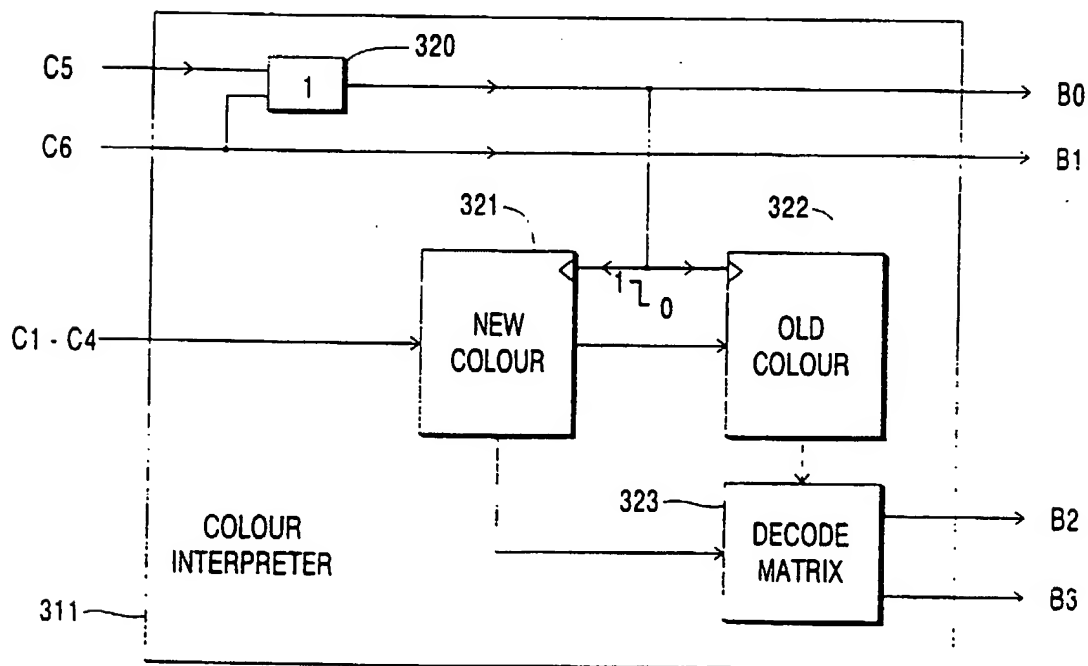 320
C5
1
B0
C6
B1
321
322
1
0
C1 - C4
NEW
COLOUR
OLD
COLOUR
323
DECODE
MATRIX
B2
COLOUR
INTERPRETER
B3
311